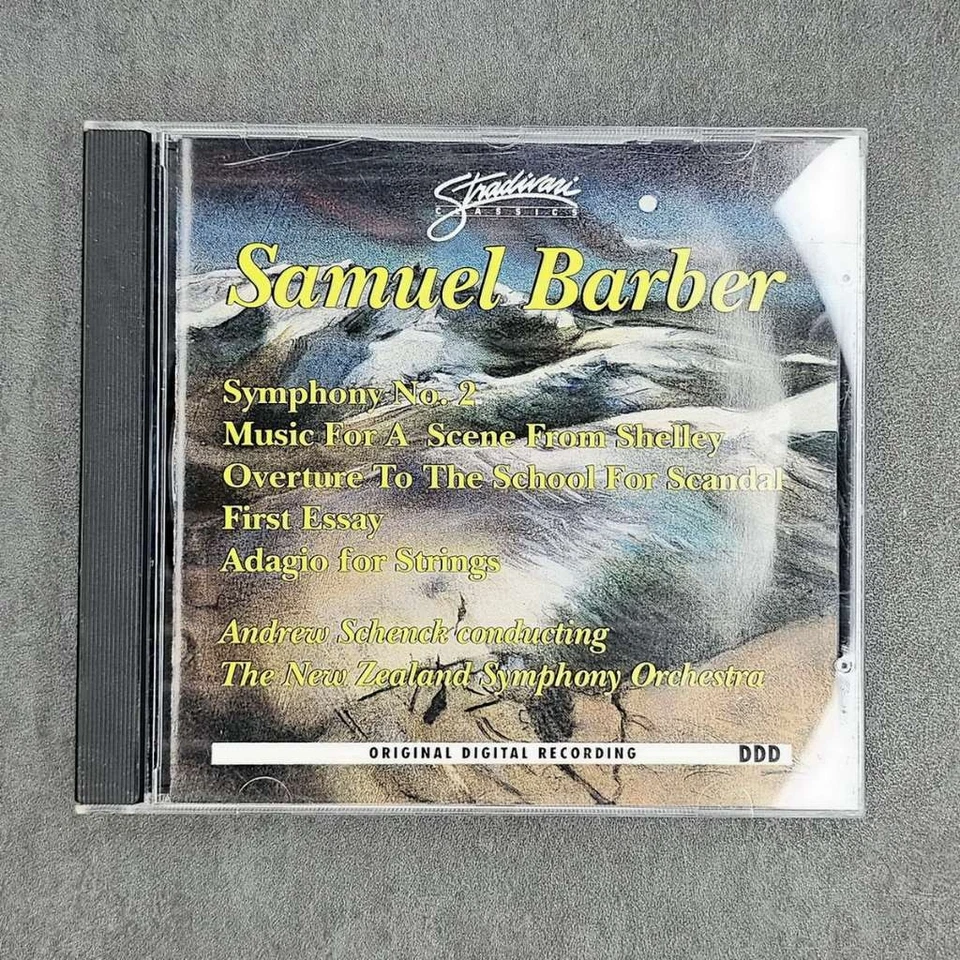 Stradivari
CLASSICS
Samuel Barber
Symphony No. 2
Music For A Scene From Shelley
Overture To The School For Scandal
First Essay
Adagio for Strings
Andrew Schenck conducting
The New Zealand Symphony Orchestra
ORIGINAL DIGITAL RECORDING DDD